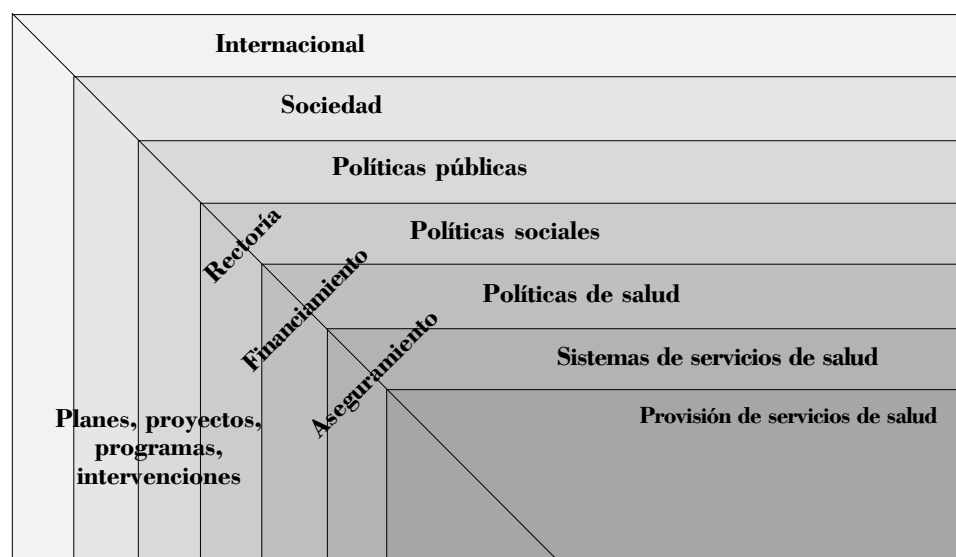 Internacional
Sociedad
Políticas públicas
Políticas sociales
Rectoría
Políticas de salud
Financiamiento
Sistemas de servicios de salud
Aseguramiento
Provisión de servicios de salud
Planes, proyectos,
programas,
intervenciones